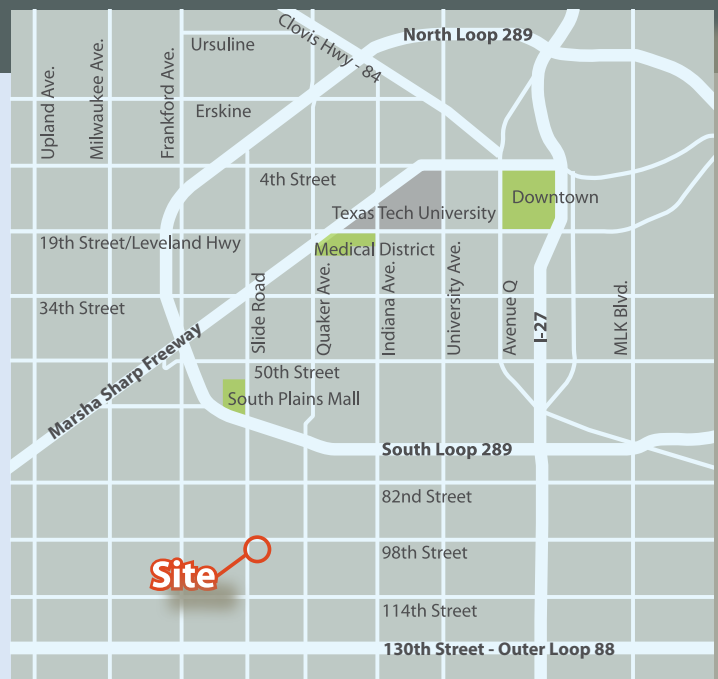 Clovis Hwy - 84
North Loop 289
Ursuline
Upland Ave.
Milwaukee Ave.
Frankford Ave.
Erskine
4th Street
Downtown
Texas Tech University
19th Street/Leveland Hwy
Medical District
34th Street
Slide Road
Quaker Ave.
Indiana Ave.
University Ave.
Avenue Q
I-27
MLK Blvd.
Marsha Sharp Freeway
50th Street
South Plains Mall
South Loop 289
82nd Street
98th Street
Site
114th Street
130th Street - Outer Loop 88